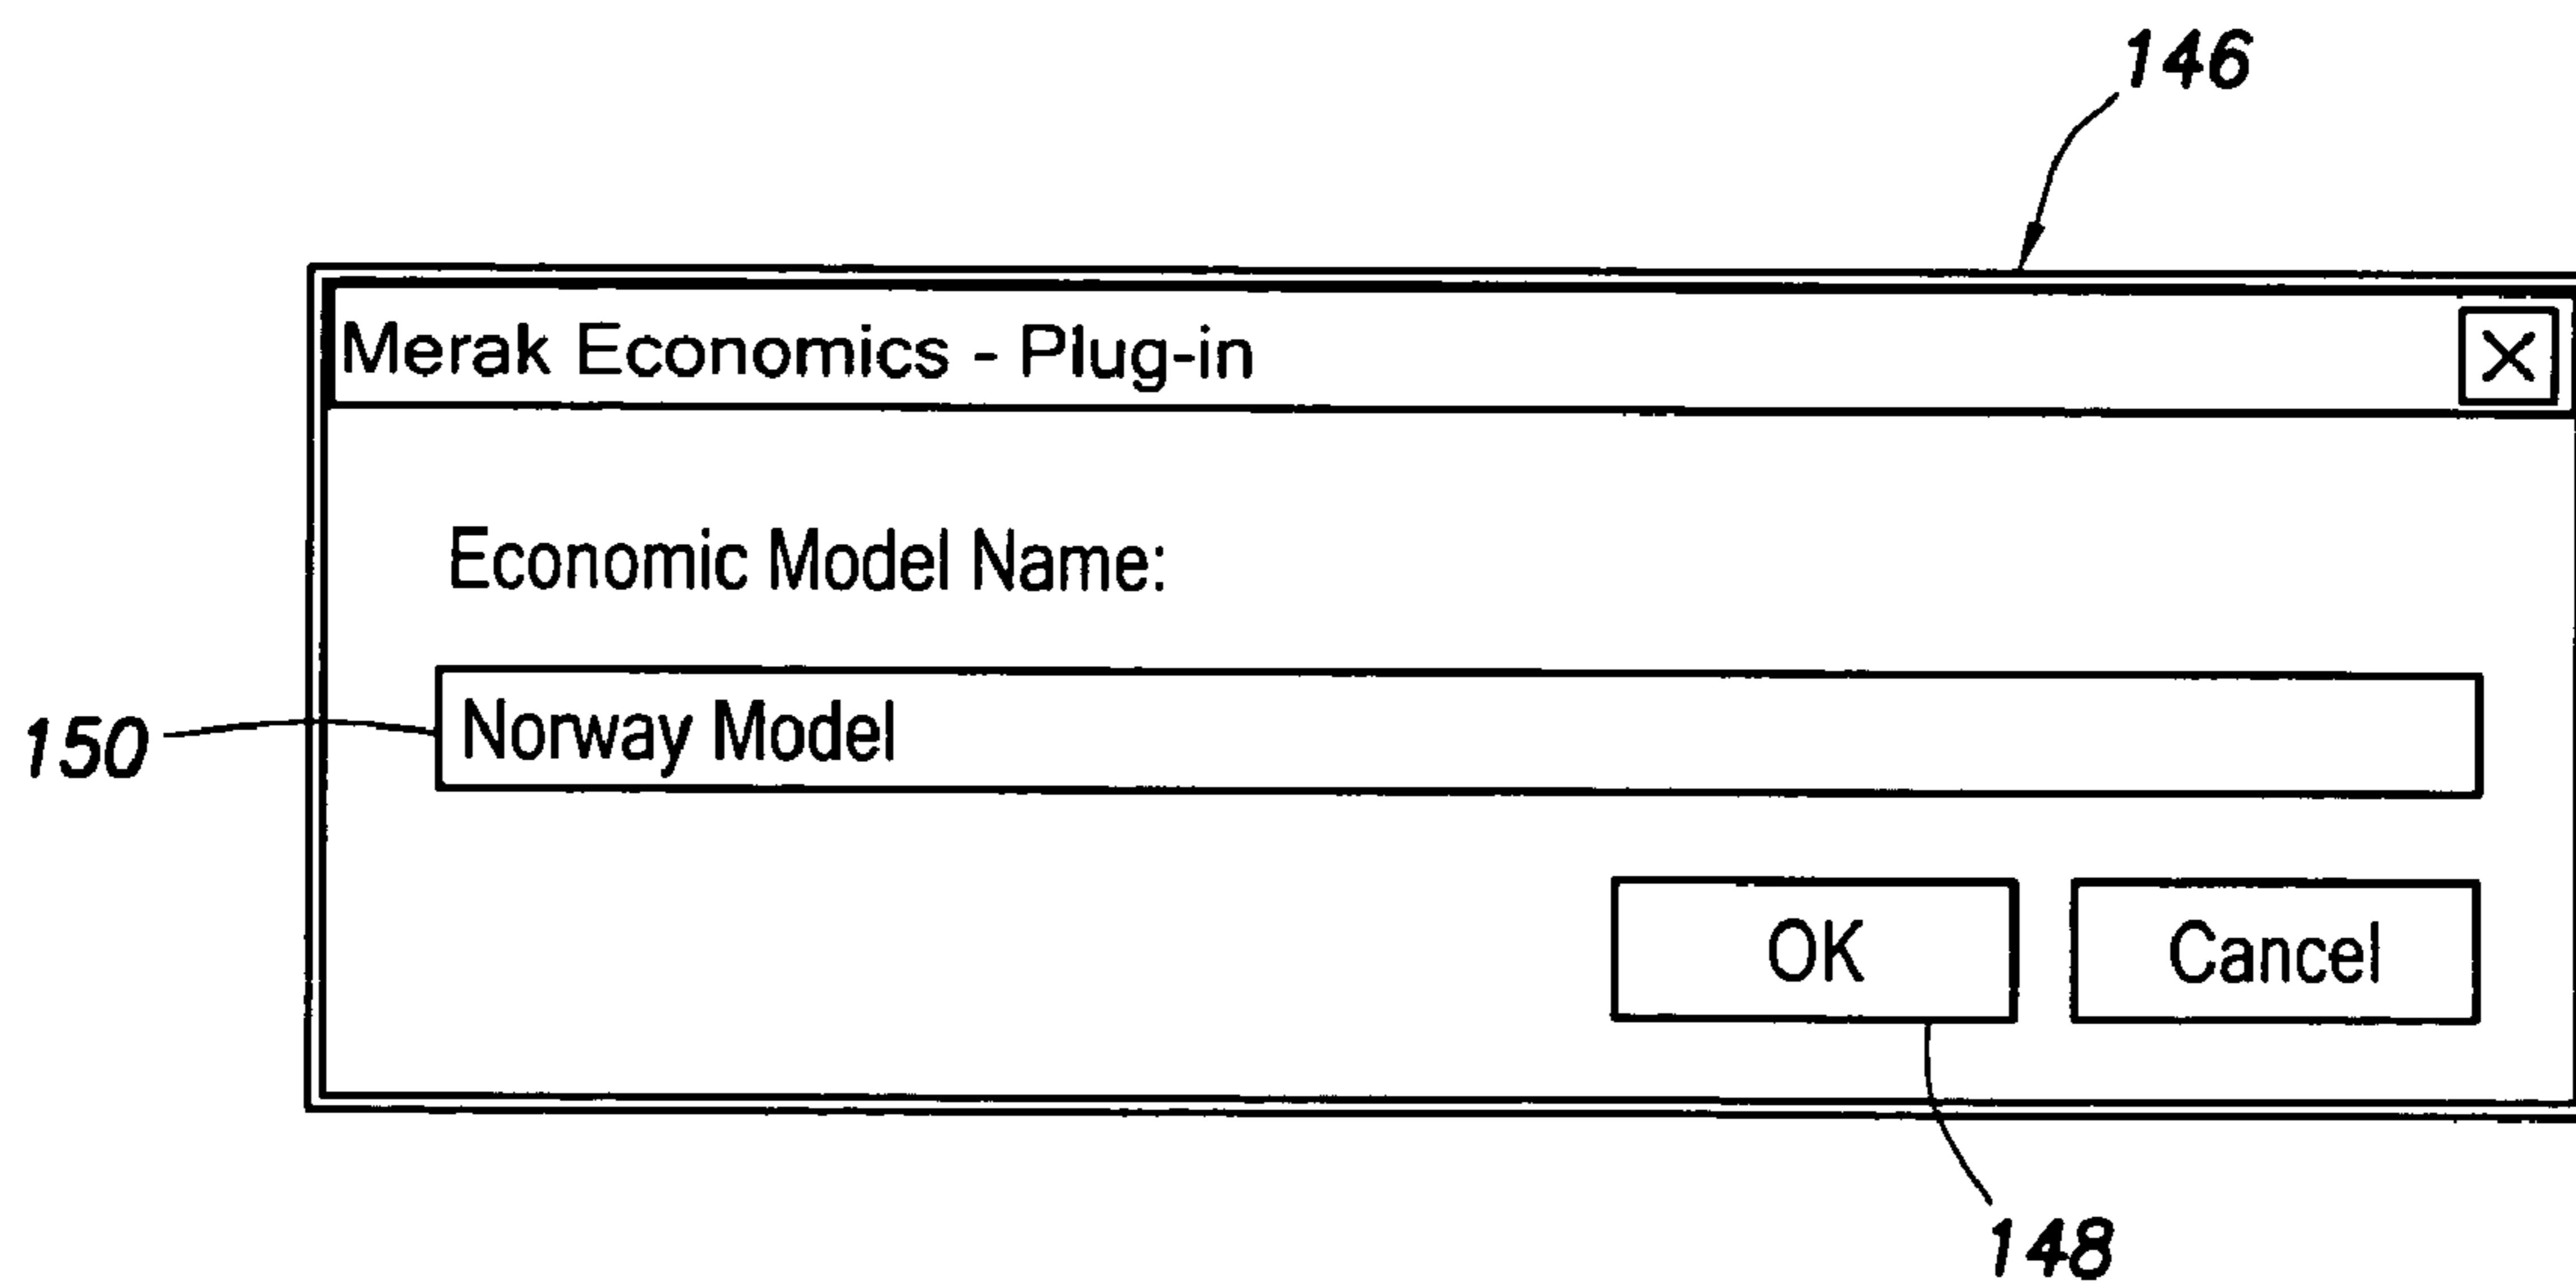 146
Merak Economics - Plug-in
Economic Model Name:
150
Norway Model
OK
Cancel
148